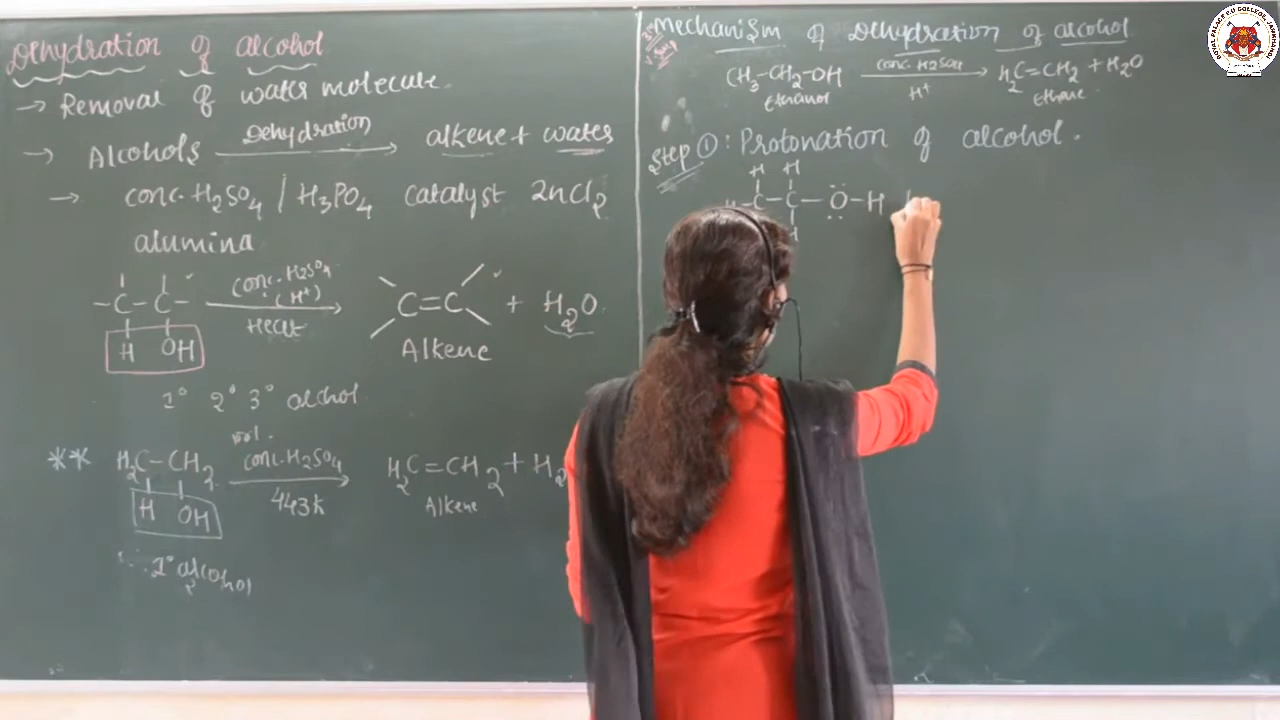 Dehydration of alcohol
→ Removal of water molecule.
Dehydration
→ Alcohols → alkene + water
→ conc. H2SO4 / H3PO4 catalyst ZnCl2
alumina
-C-C- conc. H2SO4 (H+) Heat → C=C + H2O
H OH
Alkene
1° 2° 3° alcohol
** H2C-CH2 conc. H2SO4 443K → H2C=CH2 + H2
H OH
Alkene
∴ 1° alcohol
Mechanism of Dehydration of alcohol
CH3-CH2-OH conc. H2SO4 H+ → H2C=CH2 + H2O
Ethanol
Step ①: Protonation of alcohol.
H H
H-C-C-Ö-H
H